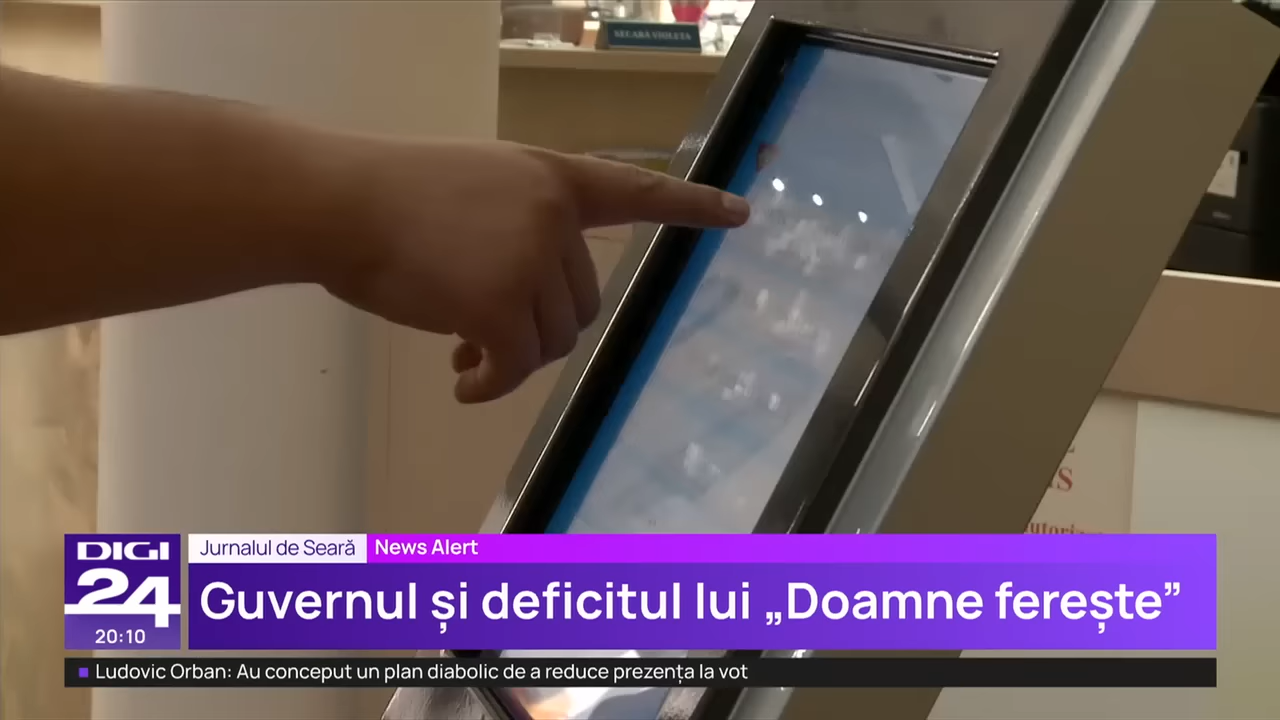 SECARA VIOLETA
DIGI
24
20:10
Jurnalul de Seară
News Alert
Guvernul și deficitul lui „Doamne ferește”
Ludovic Orban: Au conceput un plan diabolic de a reduce prezența la vot